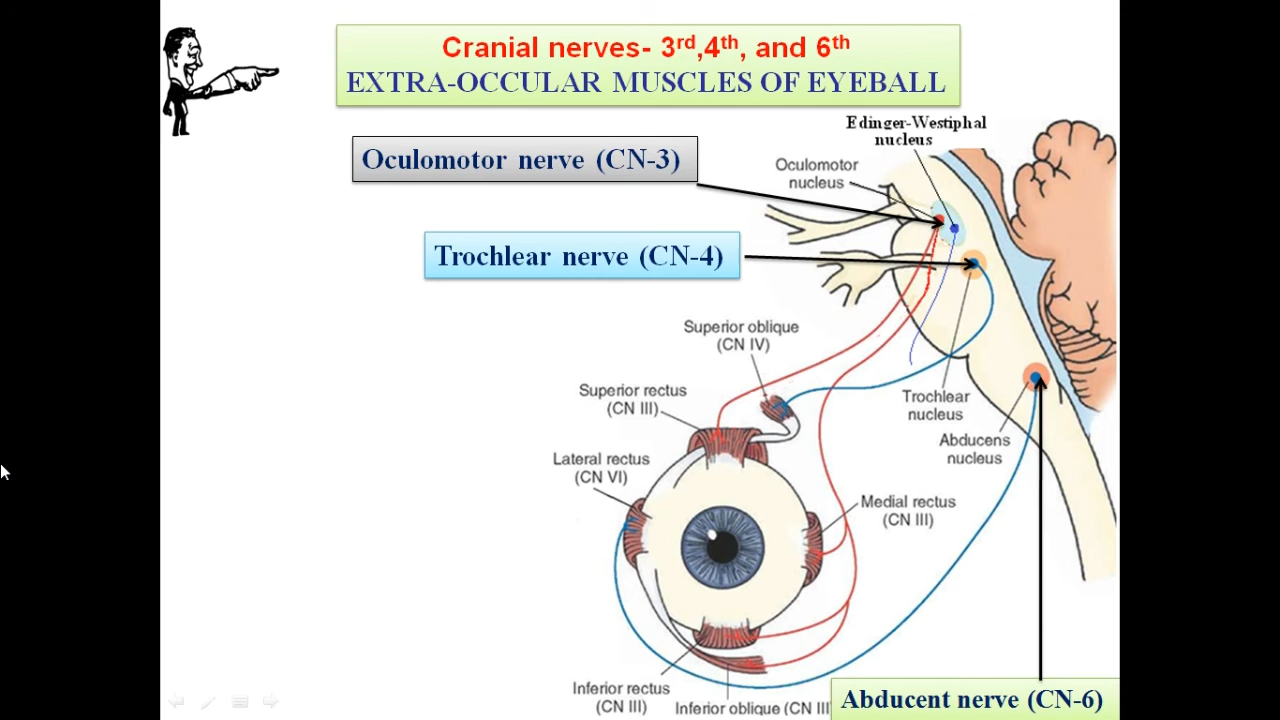 Cranial nerves- 3rd,4th, and 6th
EXTRA-OCCULAR MUSCLES OF EYEBALL
Edinger-Westiphal
nucleus
Oculomotor nerve (CN-3)
Oculomotor
nucleus
Trochlear nerve (CN-4)
Superior oblique
(CN IV)
Superior rectus
(CN III)
Trochlear
nucleus
Abducens
nucleus
Lateral rectus
(CN VI)
Medial rectus
(CN III)
Inferior rectus
(CN III)
Inferior oblique (CN III
Abducent nerve (CN-6)